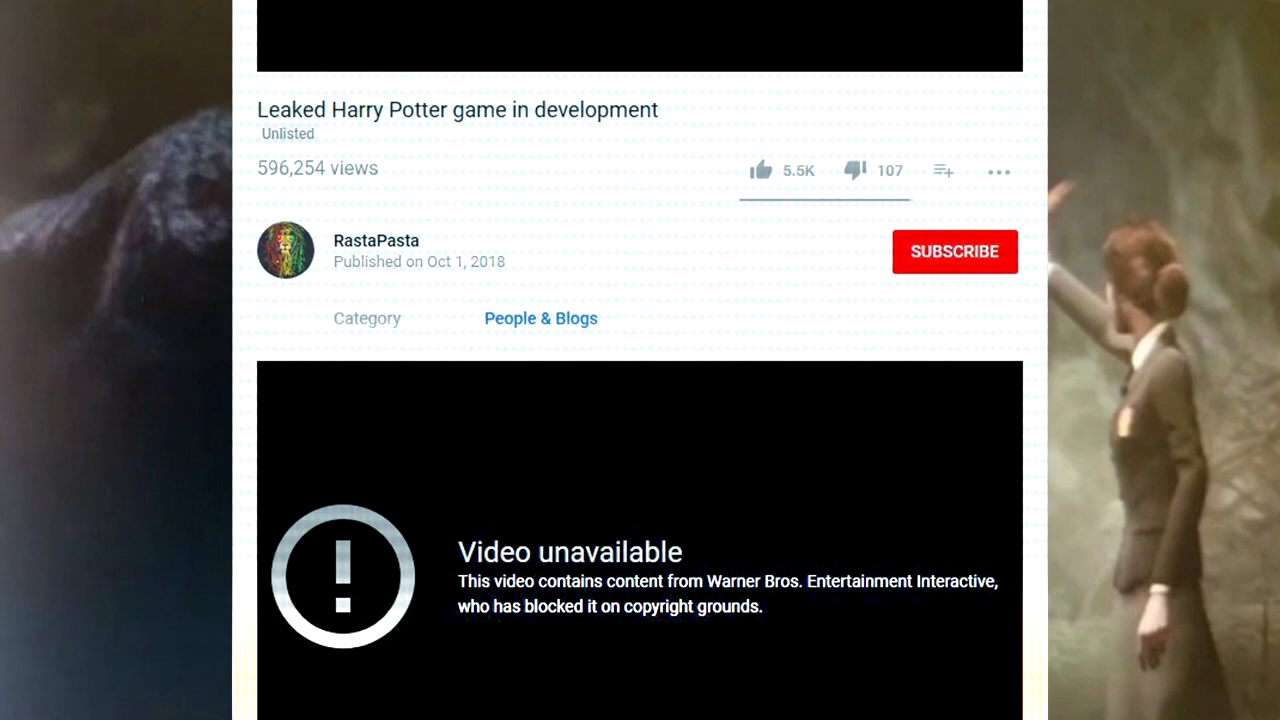 Leaked Harry Potter game in development
Unlisted
596,254 views
5.5K 107
RastaPasta
Published on Oct 1, 2018
SUBSCRIBE
Category People & Blogs
Video unavailable
This video contains content from Warner Bros. Entertainment Interactive,
who has blocked it on copyright grounds.